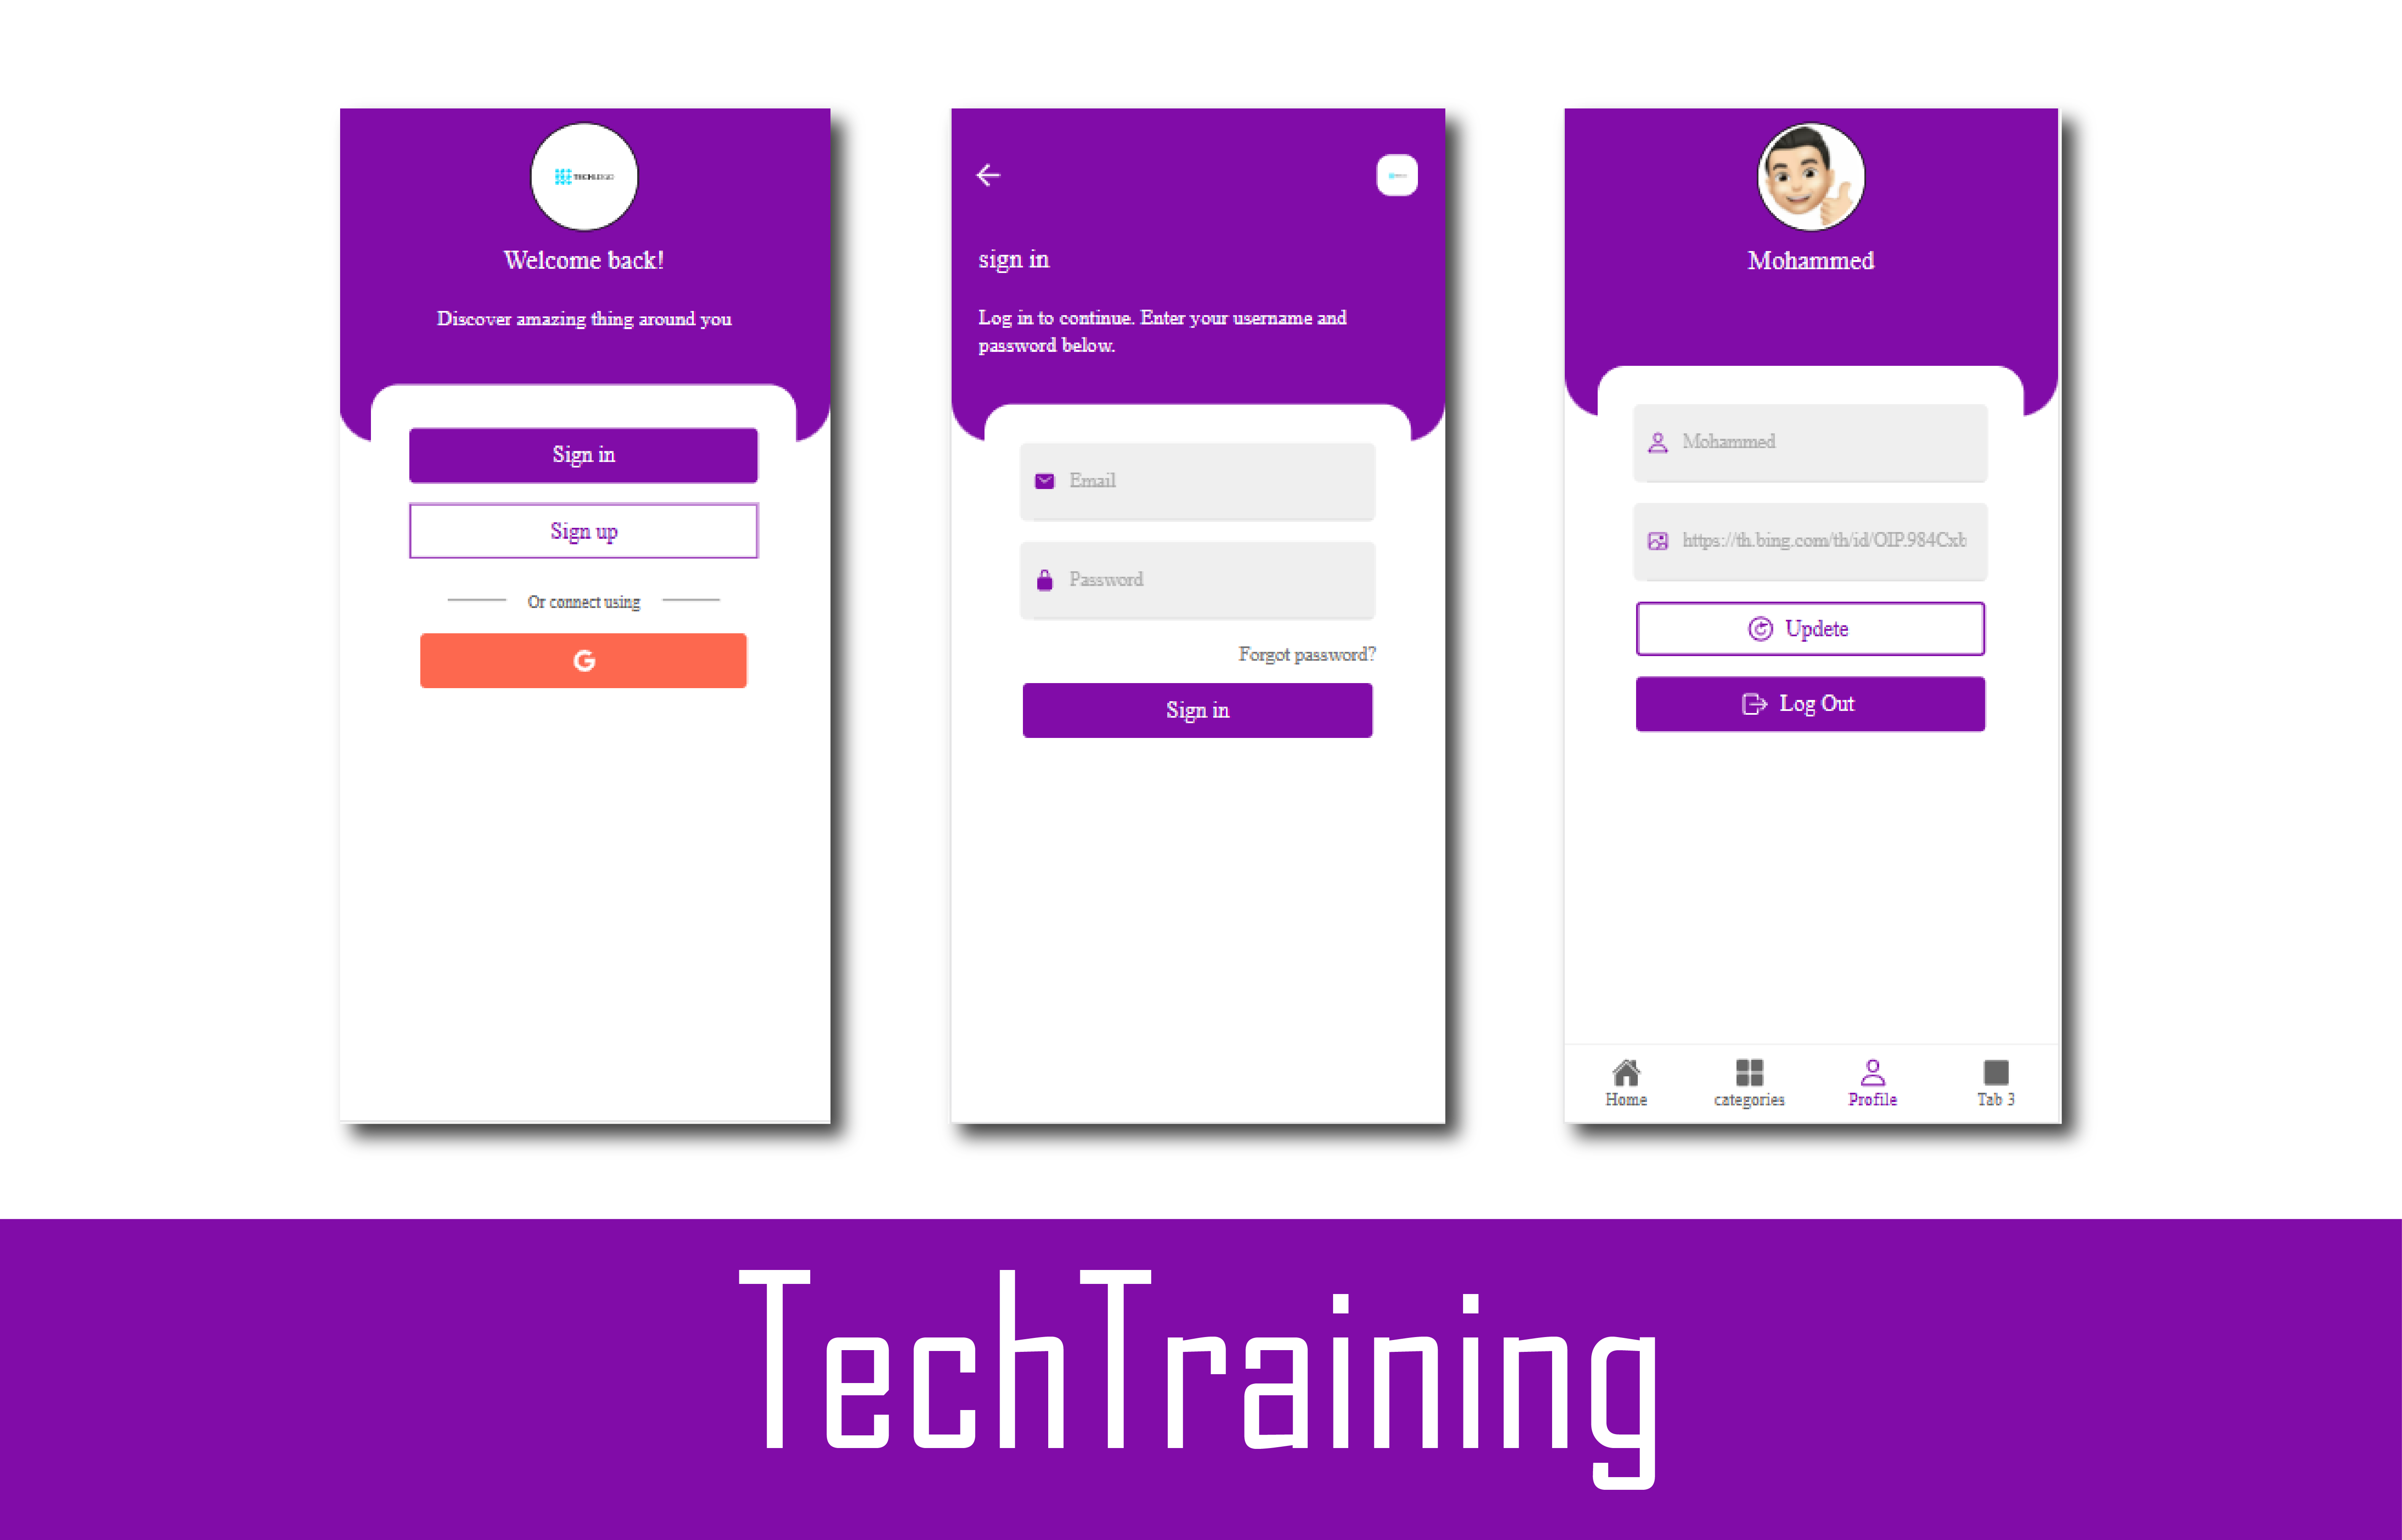 TECHLOGO
Welcome back!
Discover amazing thing around you
Sign in
Sign up
Or connect using
G
sign in
Log in to continue. Enter your username and
password below.
Email
Password
Forgot password?
Sign in
Mohammed
Mohammed
https://th.bing.com/th/id/OIP.984Cxb
Updete
Log Out
Home
categories
Profile
Tab 3
TechTraining